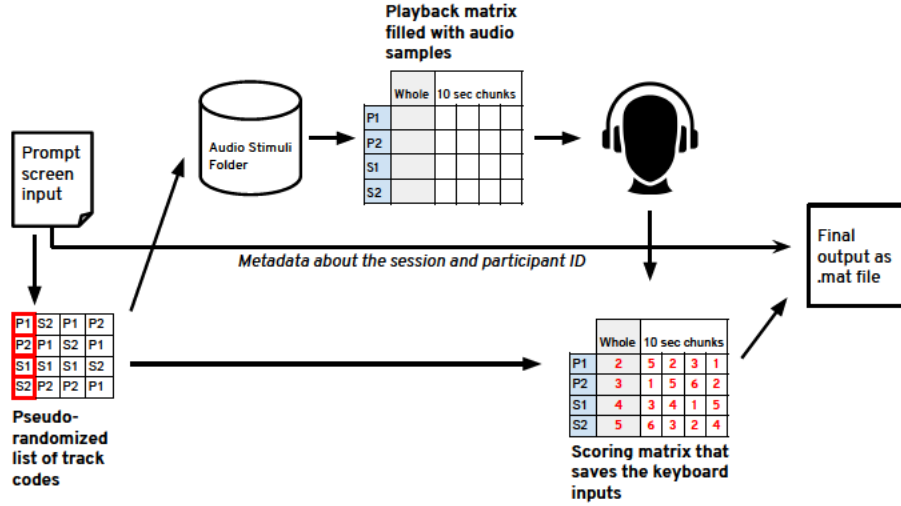 Playback matrix
filled with audio
samples
Whole 10 sec chunks
P1
P2
S1
S2
Audio Stimuli
Folder
Prompt
screen
input
Metadata about the session and participant ID
Final
output as
.mat file
P1 S2 P1 P2
P2 P1 S2 P1
S1 S1 S1 S2
S2 P2 P2 P1
Pseudo-
randomized
list of track
codes
Whole 10 sec chunks
P1 2 5 2 3 1
P2 3 1 5 6 2
S1 4 3 4 1 5
S2 5 6 3 2 4
Scoring matrix that
saves the keyboard
inputs